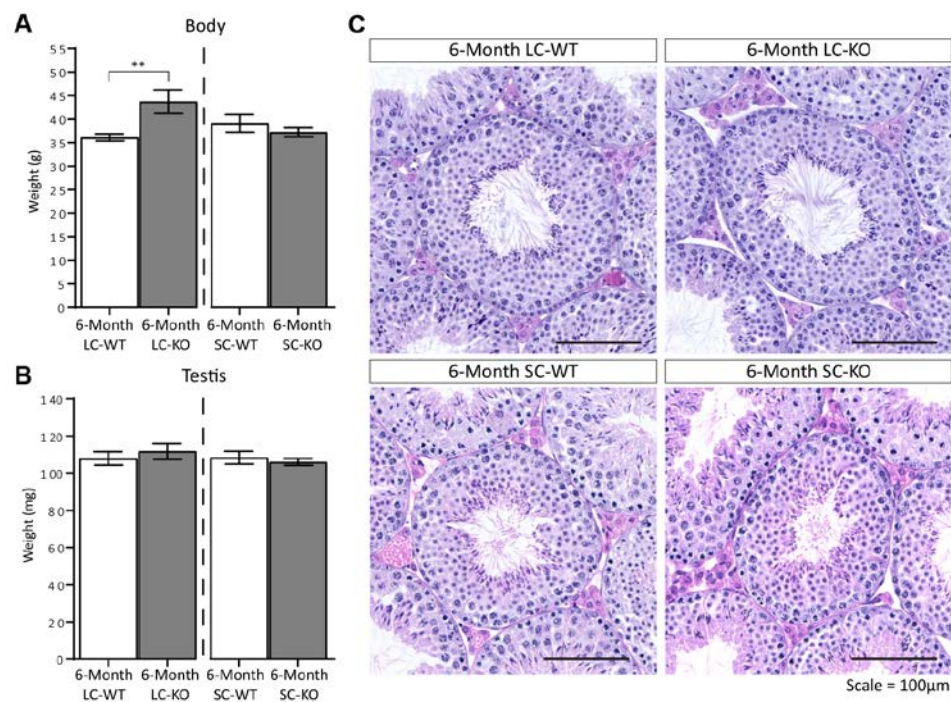 A
Body
Weight (g)
55
50
45
40
35
30
25
20
15
10
5
0
**
6-Month LC-WT
6-Month LC-KO
6-Month SC-WT
6-Month SC-KO
B
Testis
Weight (mg)
140
120
100
80
60
40
20
0
6-Month LC-WT
6-Month LC-KO
6-Month SC-WT
6-Month SC-KO
C
6-Month LC-WT
6-Month LC-KO
6-Month SC-WT
6-Month SC-KO
Scale = 100μm